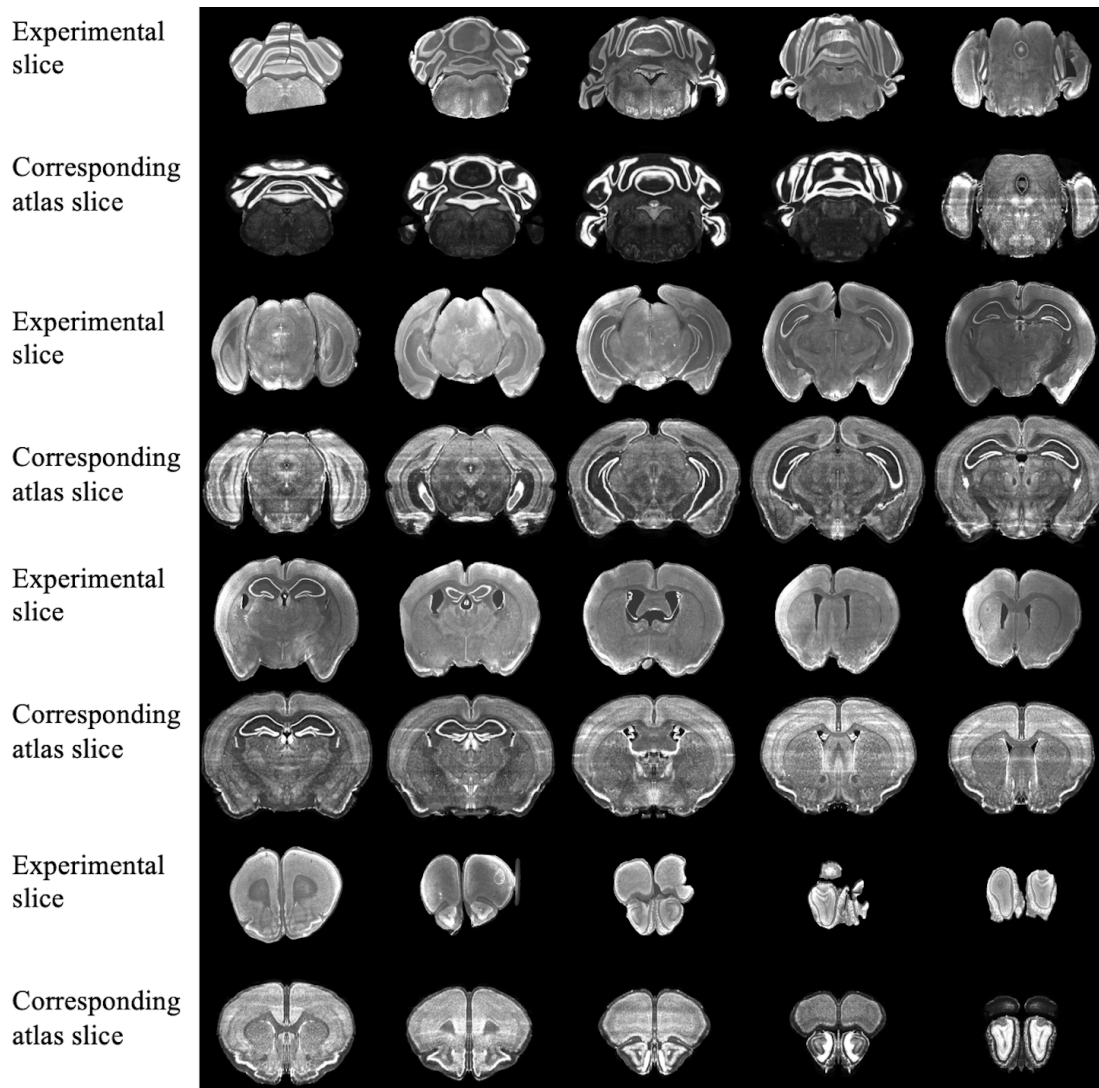 Experimental
slice
Corresponding
atlas slice
Experimental
slice
Corresponding
atlas slice
Experimental
slice
Corresponding
atlas slice
Experimental
slice
Corresponding
atlas slice